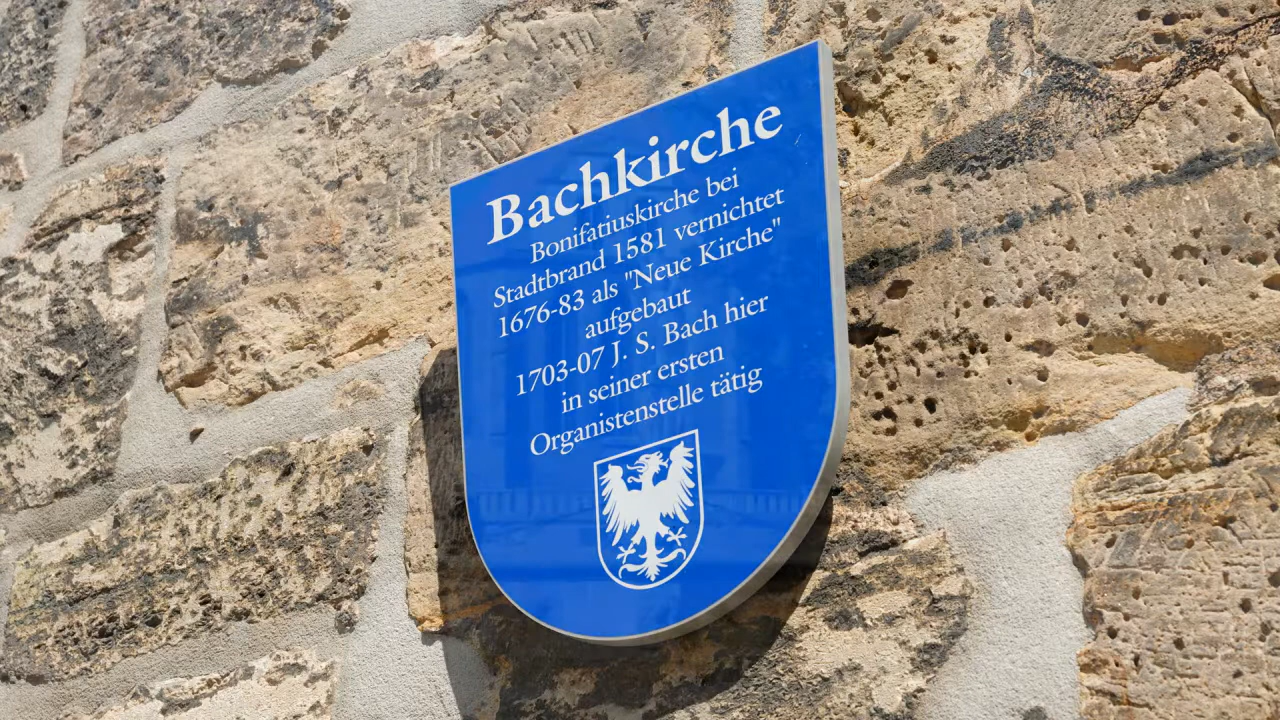 Bachkirche
Bonifatiuskirche bei
Stadtbrand 1581 vernichtet
1676-83 als "Neue Kirche"
aufgebaut
1703-07 J. S. Bach hier
in seiner ersten
Organistenstelle tätig